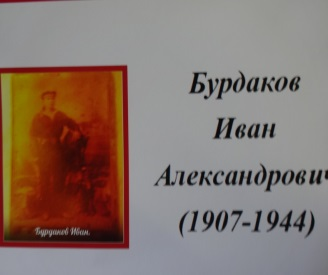 Бурдаков
Иван
Александрович
(1907-1944)
Бурдаков Иван.